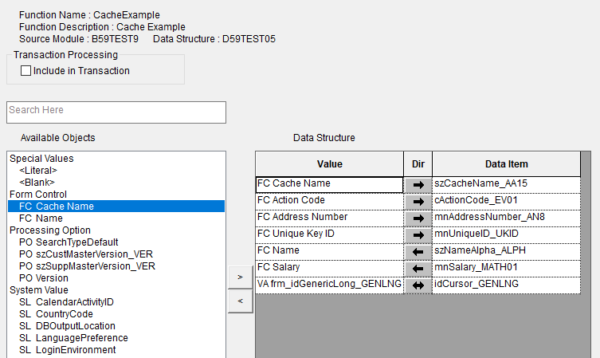 Function Name : CacheExample
Function Description : Cache Example
Source Module : B59TEST9 Data Structure : D59TEST05
Transaction Processing
Include in Transaction
Search Here
Available Objects
Special Values
<Literal>
<Blank>
Form Control
FC Cache Name
FC Name
Processing Option
PO SearchTypeDefault
PO szCustMasterVersion_VER
PO szSuppMasterVersion_VER
PO Version
System Value
SL CalendarActivityID
SL CountryCode
SL DBOutputLocation
SL LanguagePreference
SL LoginEnvironment
>
<
Data Structure
Value Dir Data Item
FC Cache Name szCacheName_AA15
FC Action Code cActionCode_EV01
FC Address Number mnAddressNumber_AN8
FC Unique Key ID mnUniqueID_UKID
FC Name szNameAlpha_ALPH
FC Salary mnSalary_MATH01
VA frm_idGenericLong_GENLNG idCursor_GENLNG